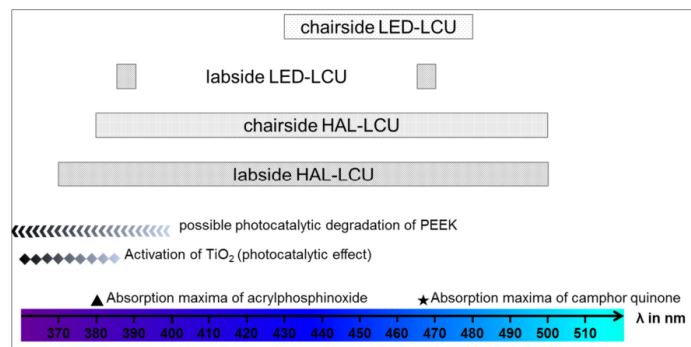 chairside LED-LCU
labside LED-LCU
chairside HAL-LCU
labside HAL-LCU
possible photocatalytic degradation of PEEK
Activation of TiO₂ (photocatalytic effect)
Absorption maxima of acrylphosphinoxide
Absorption maxima of camphor quinone
λ in nm
370 380 390 400 410 420 430 440 450 460 470 480 490 500 510